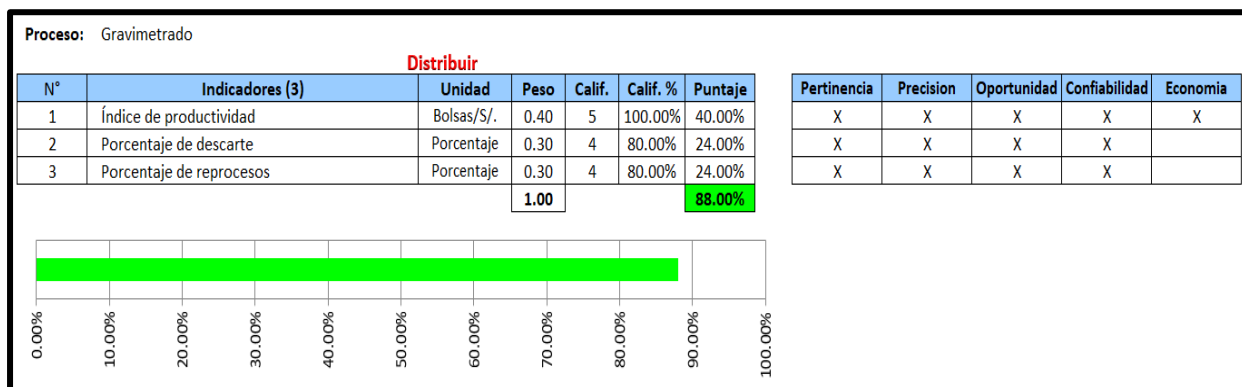 Proceso: Gravimetrado
Distribuir
N° Indicadores (3) Unidad Peso Calif. Calif. % Puntaje Pertinencia Precision Oportunidad Confiabilidad Economia
1 Índice de productividad Bolsas/S/. 0.40 5 100.00% 40.00% X X X X X
2 Porcentaje de descarte Porcentaje 0.30 4 80.00% 24.00% X X X X
3 Porcentaje de reprocesos Porcentaje 0.30 4 80.00% 24.00% X X X X
1.00 88.00%
0.00% 10.00% 20.00% 30.00% 40.00% 50.00% 60.00% 70.00% 80.00% 90.00% 100.00%